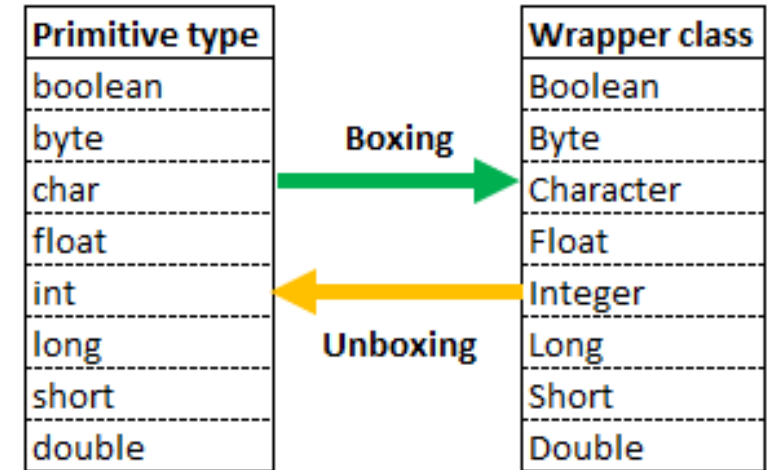 Primitive type
boolean
byte
char
float
int
long
short
double
Boxing
Unboxing
Wrapper class
Boolean
Byte
Character
Float
Integer
Long
Short
Double